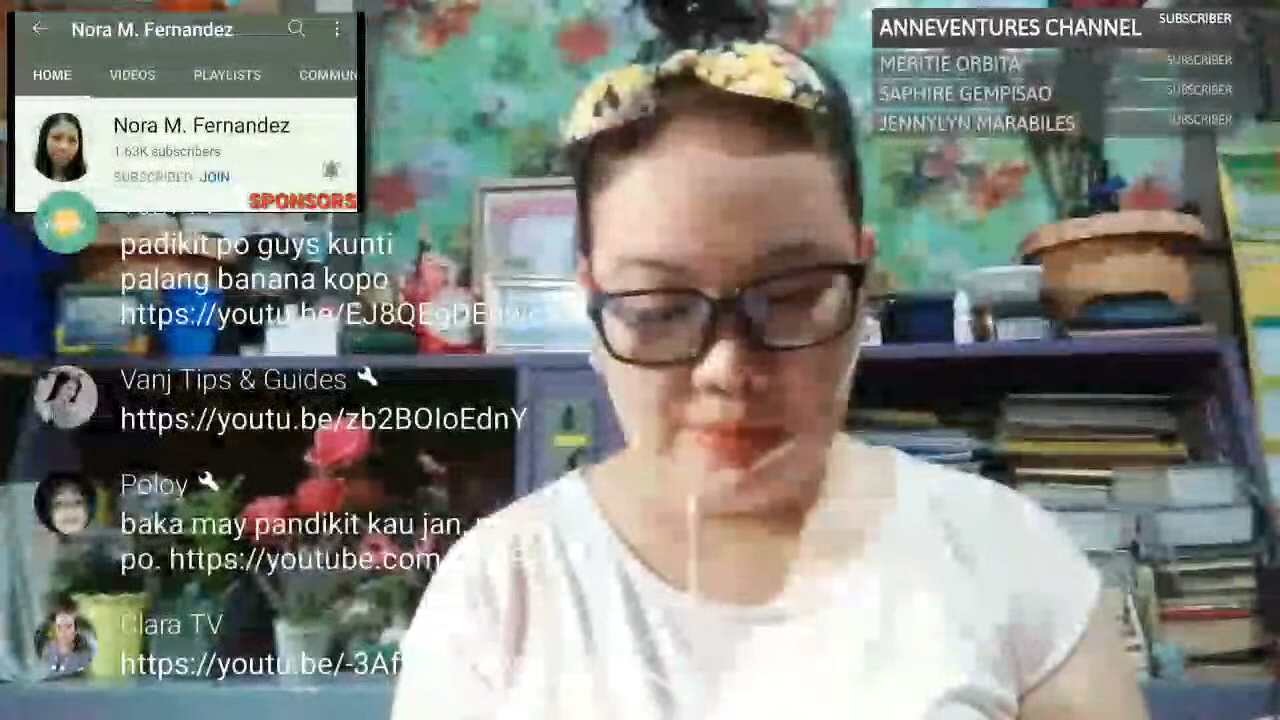 Nora M. Fernandez
HOME VIDEOS PLAYLISTS COMMUN
Nora M. Fernandez
1.63K subscribers
SUBSCRIBED JOIN
SPONSORS
padikit po guys kunti
palang banana kopo
Vanj Tips & Guides
https://youtu.be/zb2BOIoEdnY
Poloy
baka may pandikit kau jan,
po. https://youtube.com
Clara TV
https://youtu.be/-3Af
ANNEVENTURES CHANNEL SUBSCRIBER
MERITIE ORBITA SUBSCRIBER
SAPHIRE GEMPISAO SUBSCRIBER
JENNYLYN MARABILES SUBSCRIBER